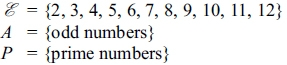 ℰ = {2, 3, 4, 5, 6, 7, 8, 9, 10, 11, 12}
A = {odd numbers}
P = {prime numbers}